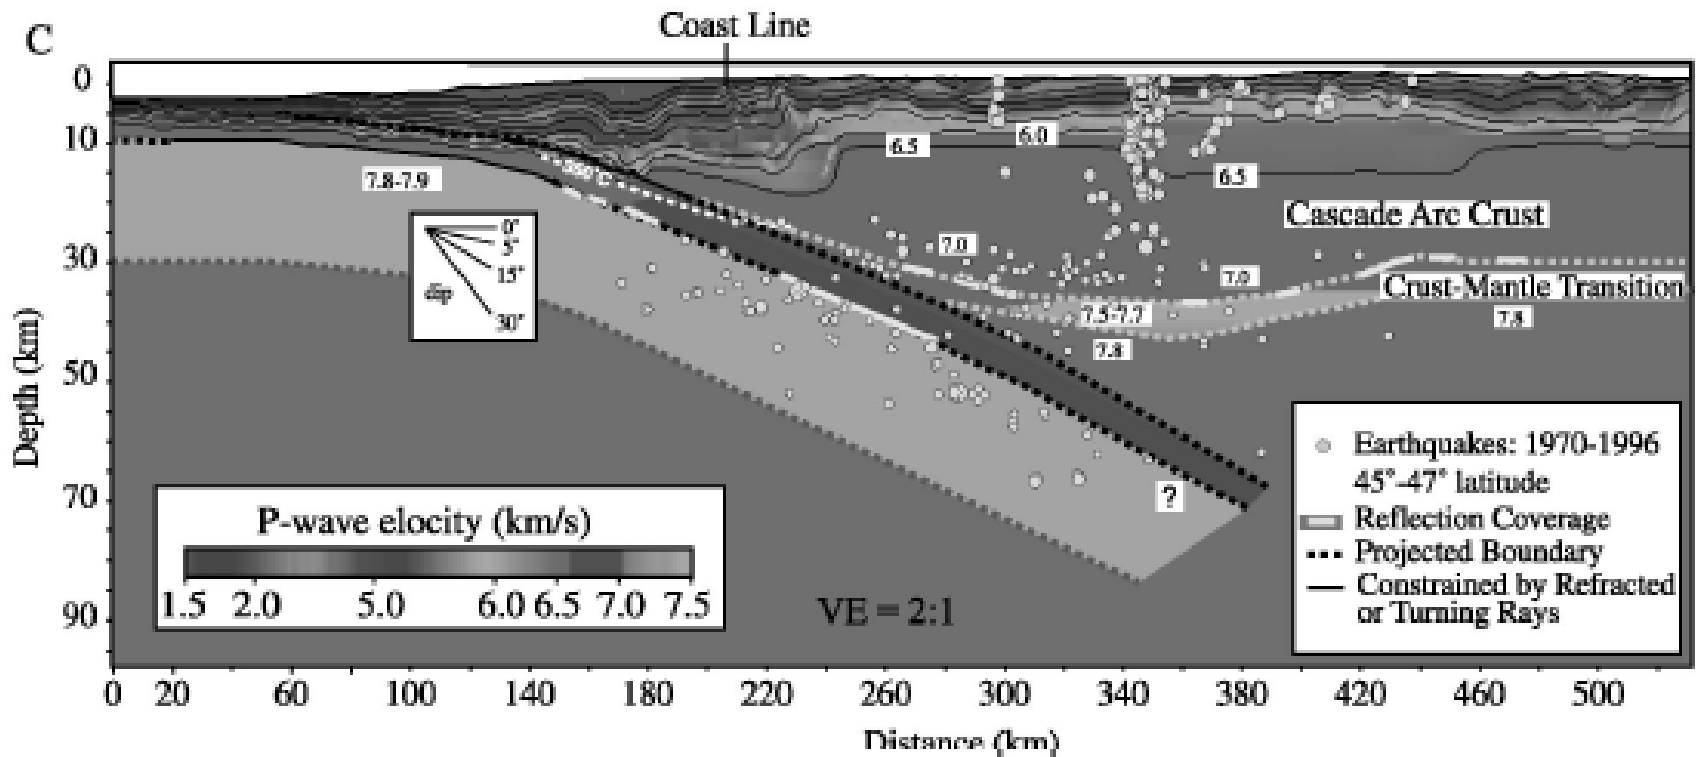 C
Coast Line
0
10
30
50
70
90
Depth (km)
6.5
6.0
6.5
7.8-7.9
0°
5°
15°
30°
dip
Cascade Arc Crust
7.0
7.0
Crust-Mantle Transition
7.5-7.7
7.8
7.8
?
P-wave elocity (km/s)
1.5 2.0 5.0 6.0 6.5 7.0 7.5
VE = 2:1
Earthquakes: 1970-1996
45°-47° latitude
Reflection Coverage
Projected Boundary
Constrained by Refracted
or Turning Rays
0 20 60 100 140 180 220 260 300 340 380 420 460 500
Distance (km)